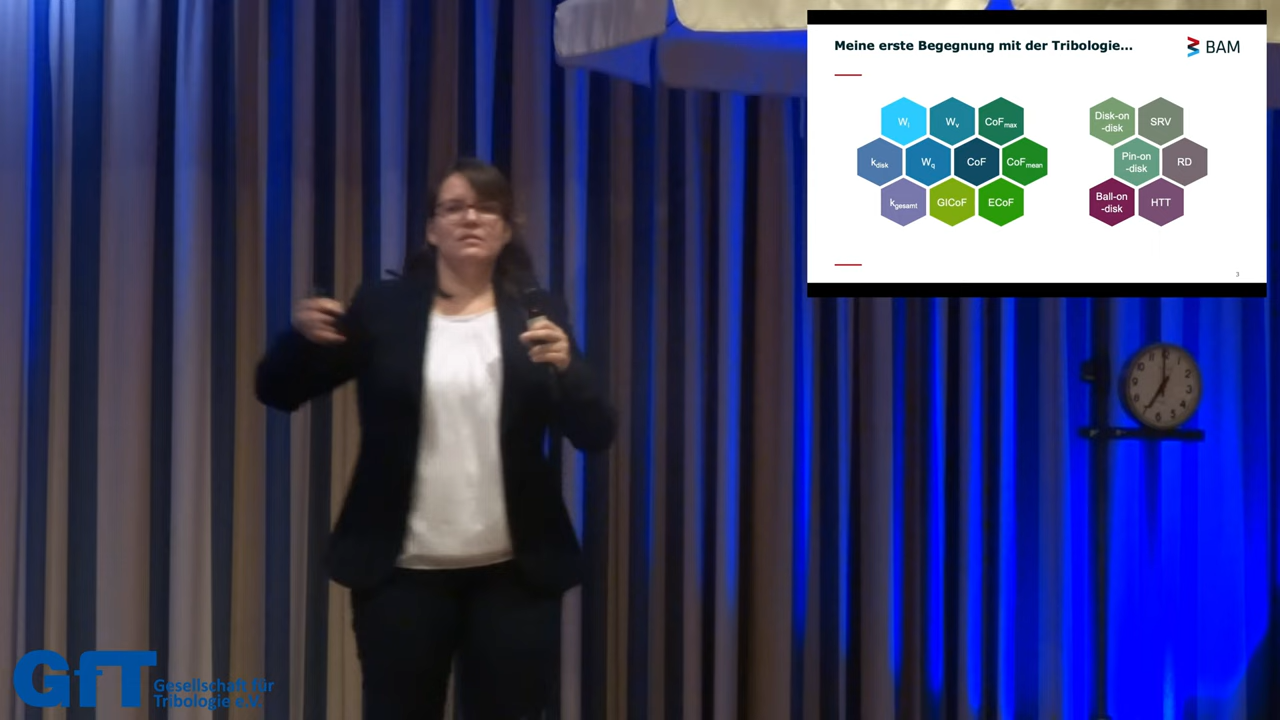 Meine erste Begegnung mit der Tribologie...
BAM
Wl
Wv
CoFmax
kdisk
Wq
CoF
CoFmean
kgesamt
GlCoF
ECoF
Disk-on
-disk
SRV
Pin-on
-disk
RD
Ball-on
-disk
HTT
3
GfT
Gesellschaft für
Tribologie e.V.